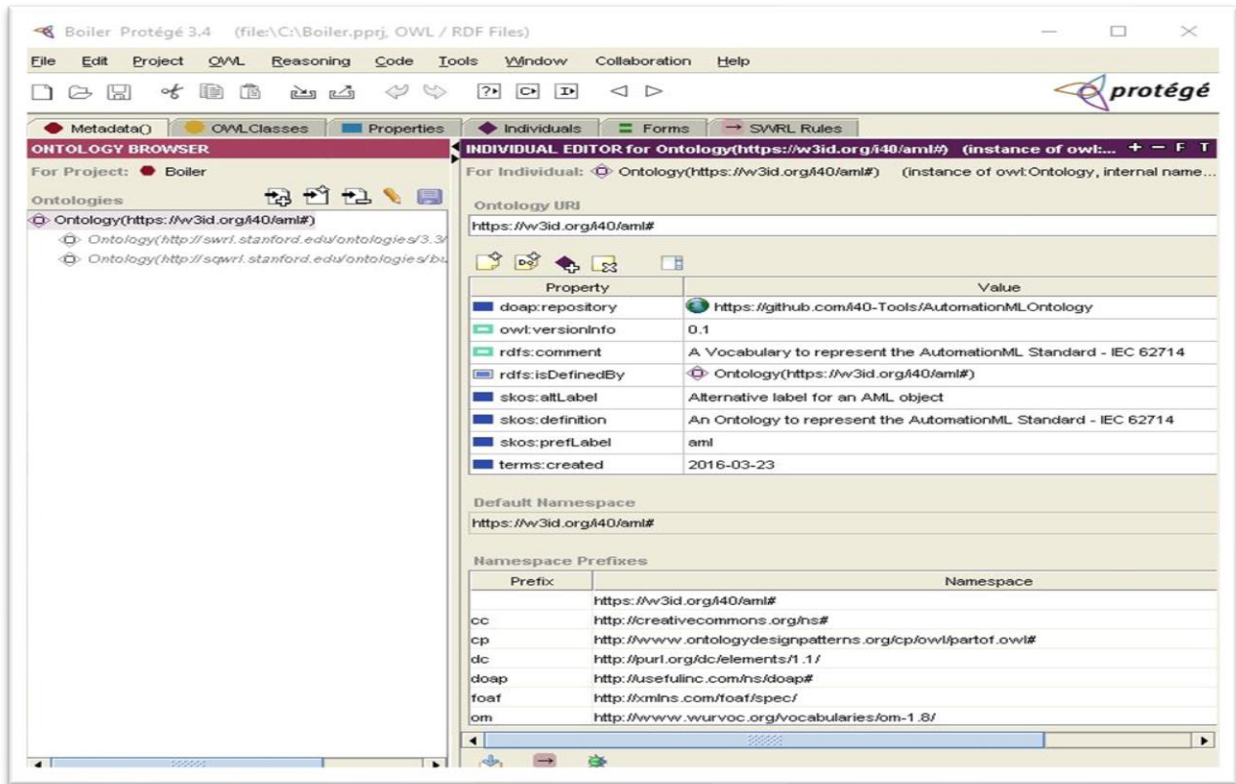 Boiler Protégé 3.4 (file:\C:\Boiler.pprj, OWL / RDF Files)
File Edit Project OWL Reasoning Code Tools Window Collaboration Help
protégé
Metadata() OWLClasses Properties Individuals Forms SWRL Rules
ONTOLOGY BROWSER
For Project: Boiler
Ontologies
Ontology(https://w3id.org/i40/aml#)
Ontology(http://swrl.stanford.edu/ontologies/3.3/
Ontology(http://sqwrl.stanford.edu/ontologies/bu
INDIVIDUAL EDITOR for Ontology(https://w3id.org/i40/aml#) (instance of owl:... + − F T
For Individual: Ontology(https://w3id.org/i40/aml#) (instance of owl:Ontology, internal name...
Ontology URI
https://w3id.org/i40/aml#
Property Value
doap:repository https://github.com/i40-Tools/AutomationMLOntology
owl:versionInfo 0.1
rdfs:comment A Vocabulary to represent the AutomationML Standard - IEC 62714
rdfs:isDefinedBy Ontology(https://w3id.org/i40/aml#)
skos:altLabel Alternative label for an AML object
skos:definition An Ontology to represent the AutomationML Standard - IEC 62714
skos:prefLabel aml
terms:created 2016-03-23
Default Namespace
https://w3id.org/i40/aml#
Namespace Prefixes
Prefix Namespace
https://w3id.org/i40/aml#
cc http://creativecommons.org/ns#
cp http://www.ontologydesignpatterns.org/cp/owl/partof.owl#
dc http://purl.org/dc/elements/1.1/
doap http://usefulinc.com/ns/doap#
foaf http://xmlns.com/foaf/spec/
om http://www.wurvoc.org/vocabularies/om-1.8/